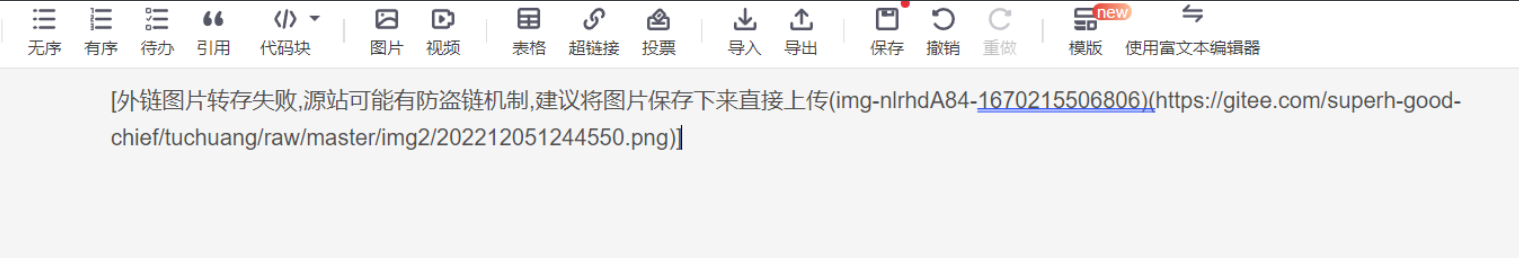 new
无序 有序 待办 引用 代码块 图片 视频 表格 超链接 投票 导入 导出 保存 撤销 重做 模版 使用富文本编辑器
[外链图片转存失败,源站可能有防盗链机制,建议将图片保存下来直接上传(img-nlrhdA84-1670215506806)(https://gitee.com/superh-good-
chief/tuchuang/raw/master/img2/202212051244550.png)]